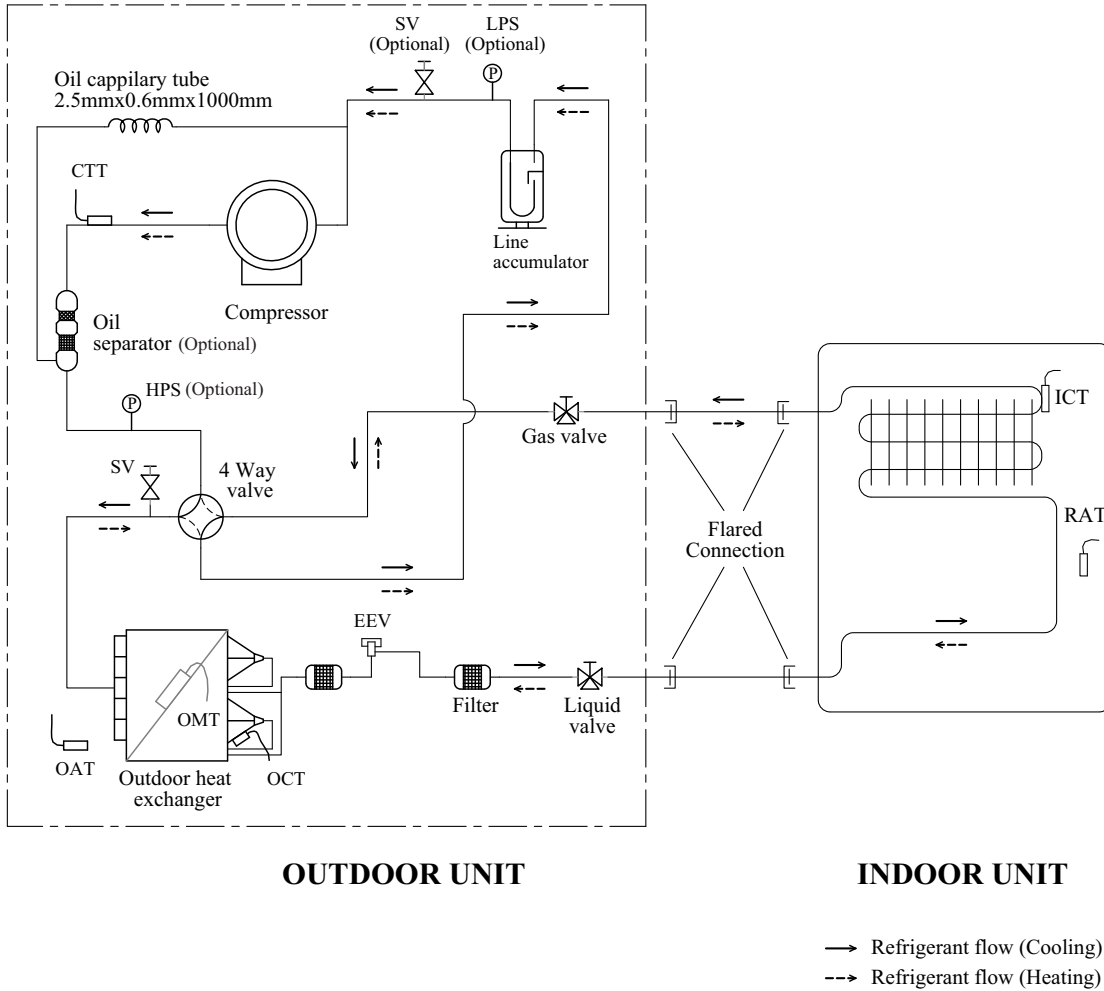 SV
(Optional)
LPS
(Optional)
P
Oil cappilary tube
2.5mmx0.6mmx1000mm
CTT
Line
accumulator
Compressor
Oil
separator (Optional)
HPS (Optional)
P
SV
4 Way
valve
Gas valve
ICT
RAT
Flared
Connection
EEV
OMT
Filter
Liquid
valve
OAT
Outdoor heat
exchanger
OCT
OUTDOOR UNIT
INDOOR UNIT
Refrigerant flow (Cooling)
Refrigerant flow (Heating)